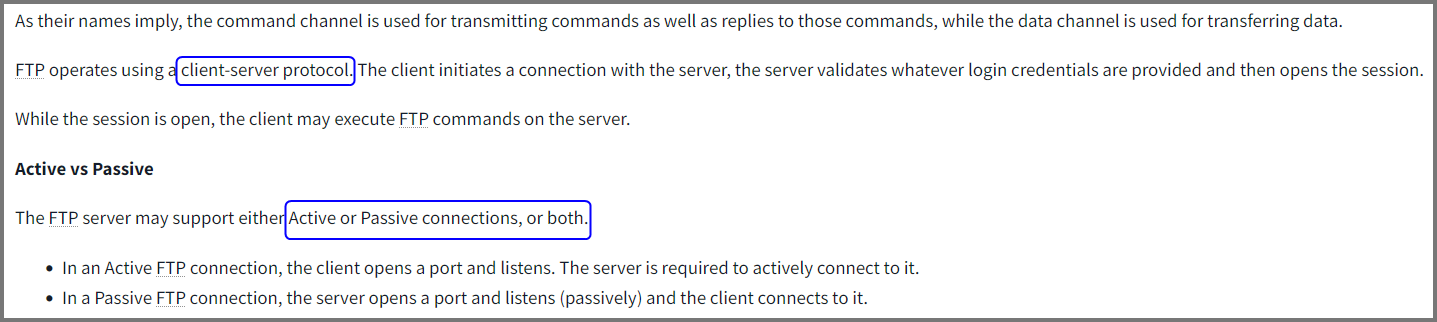 As their names imply, the command channel is used for transmitting commands as well as replies to those commands, while the data channel is used for transferring data.
FTP operates using a client-server protocol. The client initiates a connection with the server, the server validates whatever login credentials are provided and then opens the session.
While the session is open, the client may execute FTP commands on the server.
Active vs Passive
The FTP server may support either Active or Passive connections, or both.
• In an Active FTP connection, the client opens a port and listens. The server is required to actively connect to it.
• In a Passive FTP connection, the server opens a port and listens (passively) and the client connects to it.